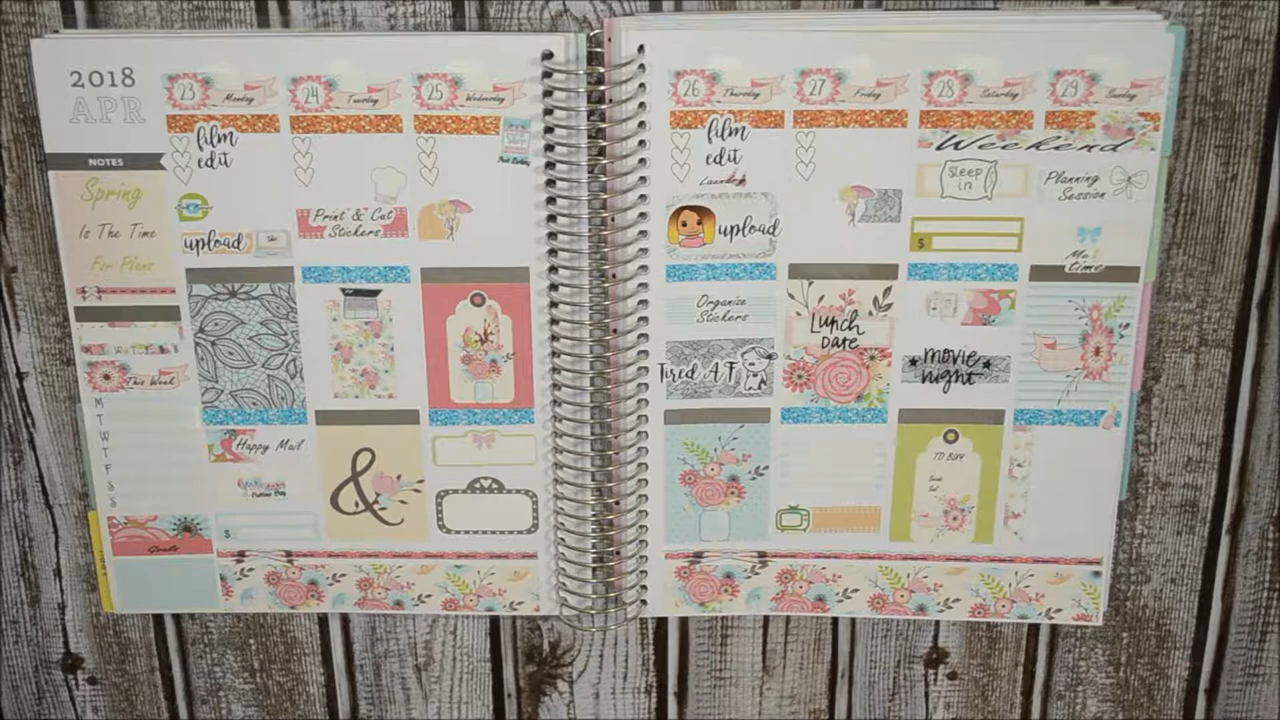 2018
APR
NOTES
Spring
Is The Time
For Plans
This Week
M
T
W
T
F
S
S
Goals
23
Monday
film
edit
upload
Happy Mail
$
24
Tuesday
Print & Cut
Stickers
&
25
Wednesday
26
Thursday
film
edit
Laundry
upload
Organize
Stickers
Tired A F
27
Friday
Lunch
Date
28
Saturday
Weekend
Sleep
in
$
movie
night
TO BUY
29
Sunday
Planning
Session
Me
time